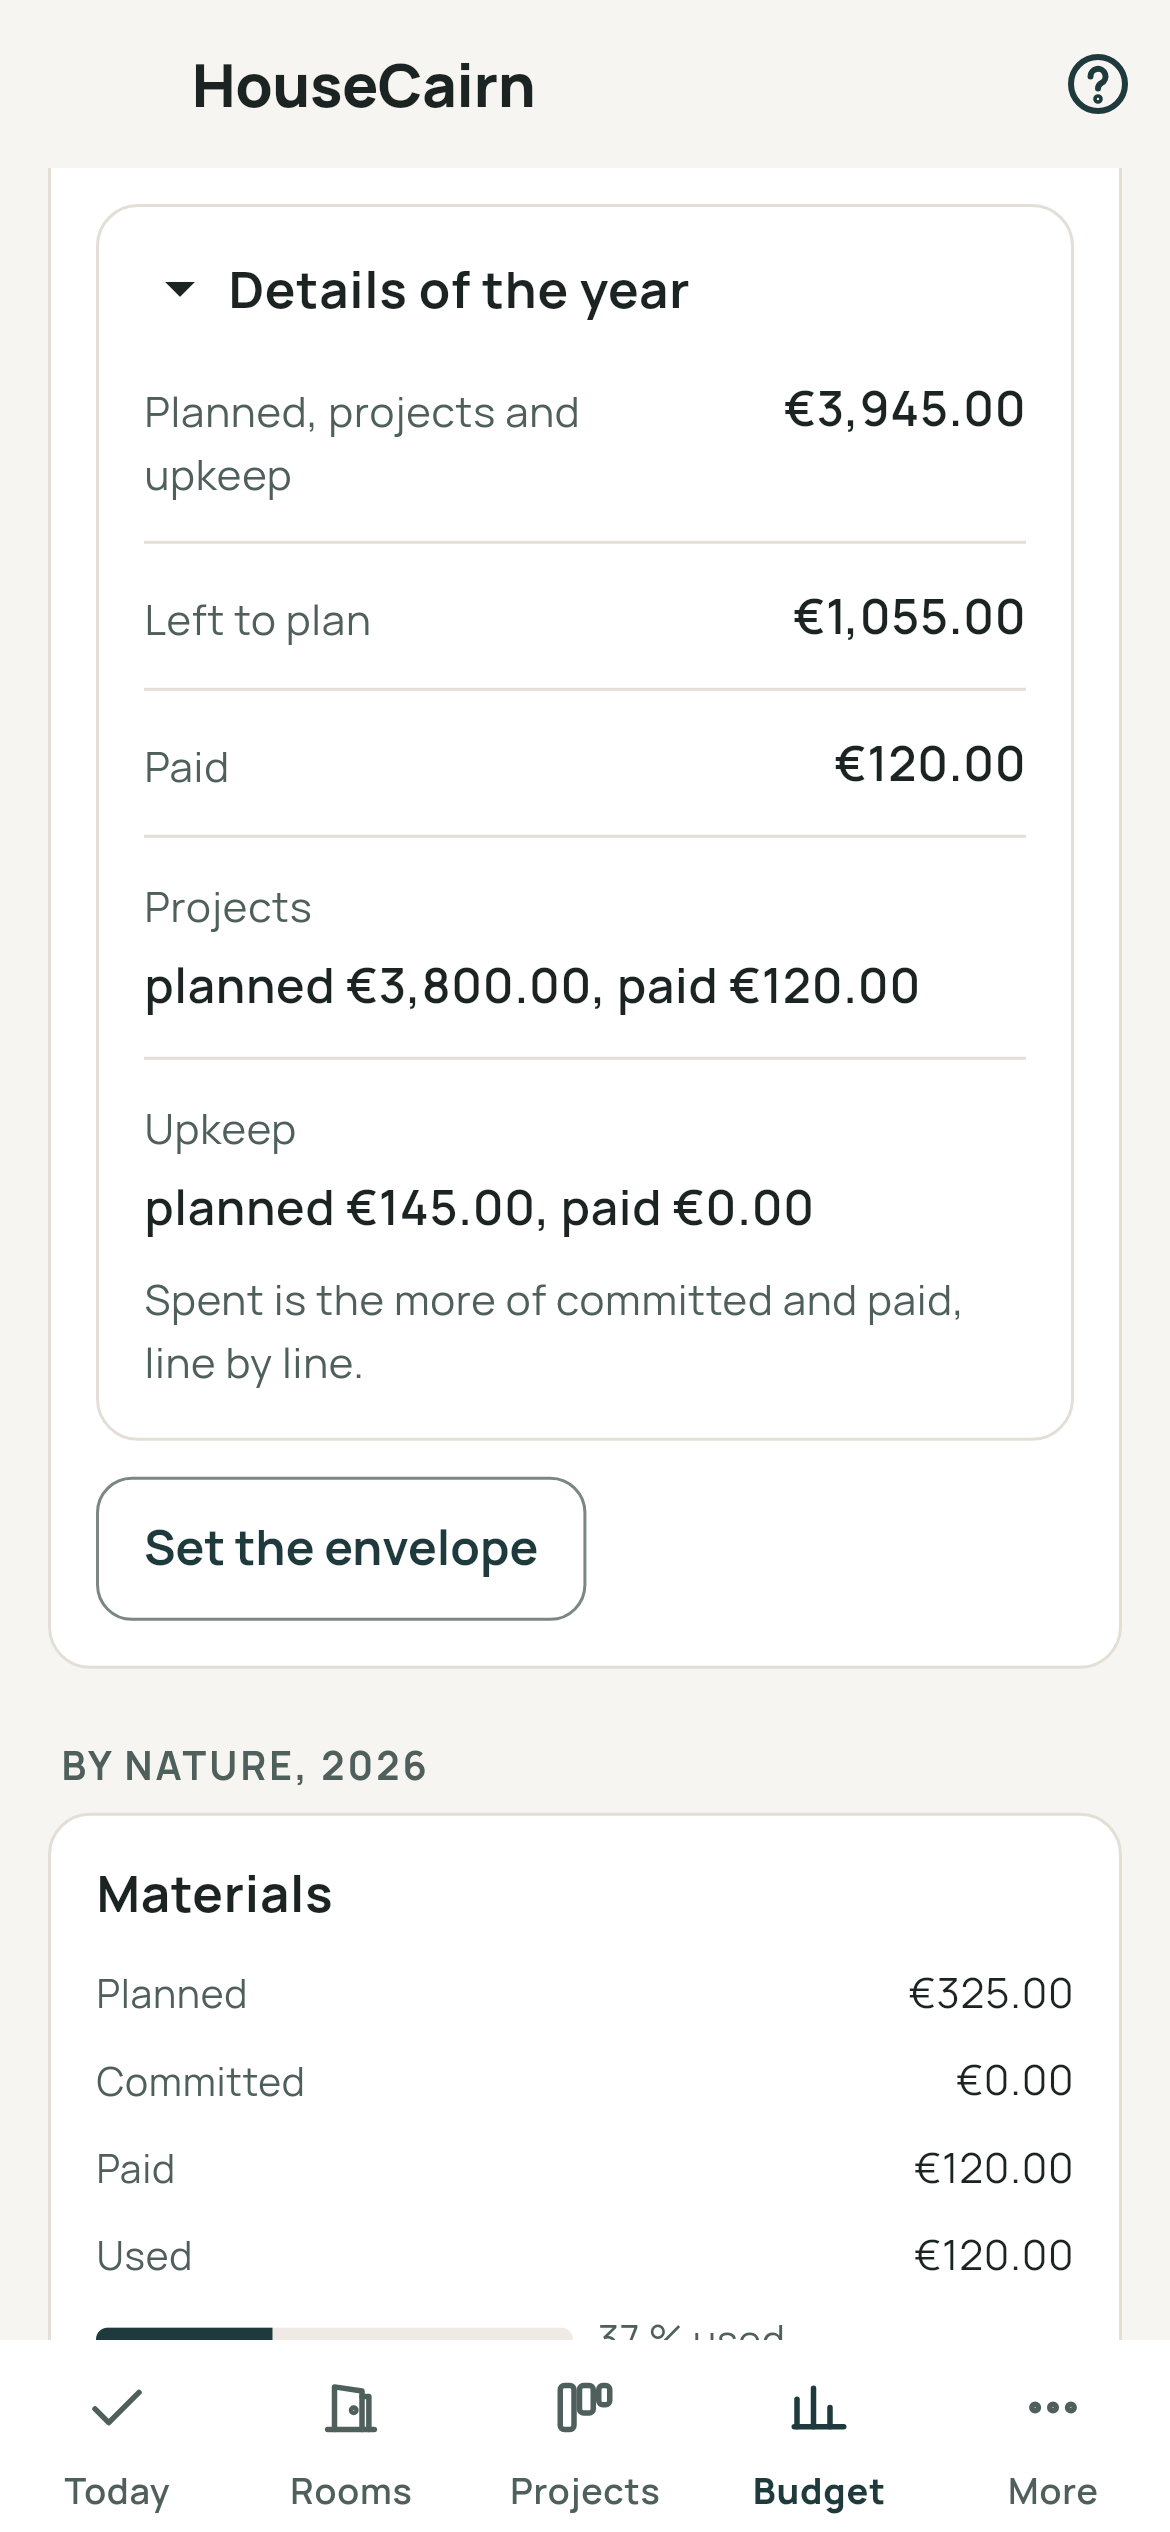 HouseCairn
Details of the year
Planned, projects and
upkeep
€3,945.00
Left to plan
€1,055.00
Paid
€120.00
Projects
planned €3,800.00, paid €120.00
Upkeep
planned €145.00, paid €0.00
Spent is the more of committed and paid,
line by line.
Set the envelope
BY NATURE, 2026
Materials
Planned
€325.00
Committed
€0.00
Paid
€120.00
Used
€120.00
37 % used
Today
Rooms
Projects
Budget
More